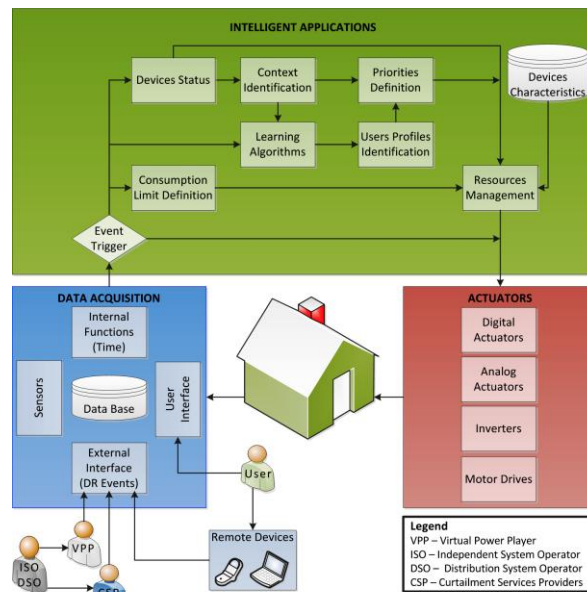 INTELLIGENT APPLICATIONS
Devices Status
Context
Identification
Priorities
Definition
Devices
Characteristics
Learning
Algorithms
Users Profiles
Identification
Consumption
Limit Definition
Resources
Management
Event
Trigger
DATA ACQUISITION
Internal
Functions
(Time)
Sensors
Data Base
User
Interface
External
Interface
(DR Events)
ACTUATORS
Digital
Actuators
Analog
Actuators
Inverters
Motor Drives
User
Remote Devices
VPP
ISO
DSO
CSP
Legend
VPP – Virtual Power Player
ISO – Independent System Operator
DSO – Distribution System Operator
CSP – Curtailment Services Providers